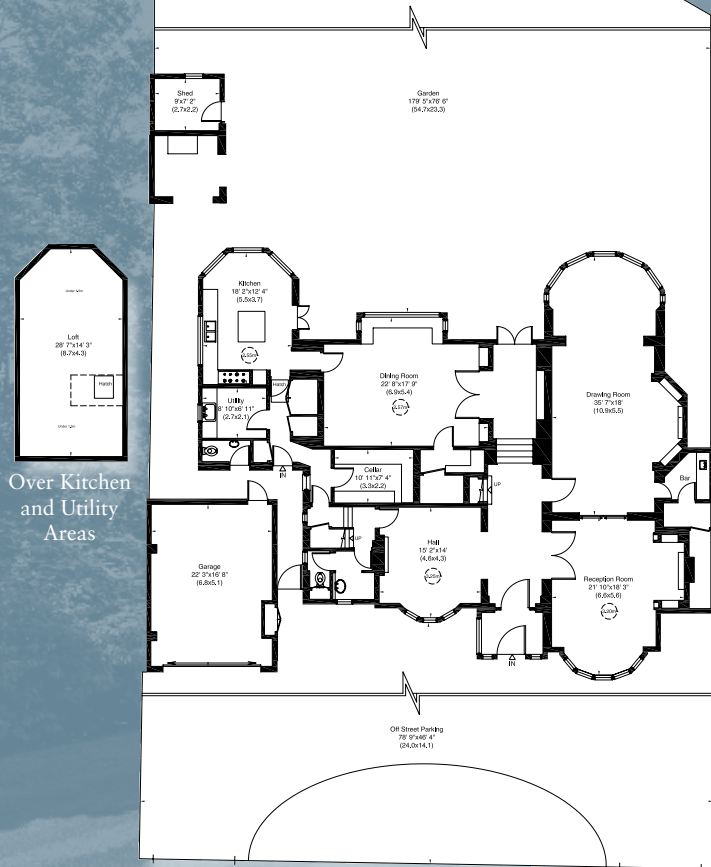 Garden
179' 5"x76' 6"
(54.7x23.3)
Shed
9'x7' 2"
(2.7x2.2)
Kitchen
18' 2"x12' 4"
(5.5x3.7)
Loft
28' 7"x14' 3"
(8.7x4.3)
Hatch
Over Kitchen
and Utility
Areas
Utility
8' 10"x6' 11"
(2.7x2.1)
Hatch
Dining Room
22' 8"x17' 9"
(6.9x5.4)
Drawing Room
35' 7"x18'
(10.9x5.5)
Bar
Cellar
10' 11"x7' 4"
(3.3x2.2)
IN
UP
UP
Hall
15' 2"x14'
(4.6x4.3)
3.25m
Garage
22' 3"x16' 8"
(6.8x5.1)
Reception Room
21' 10"x18' 3"
(6.6x5.6)
3.20m
IN
Off Street Parking
78' 9"x46' 4"
(24.0x14.1)